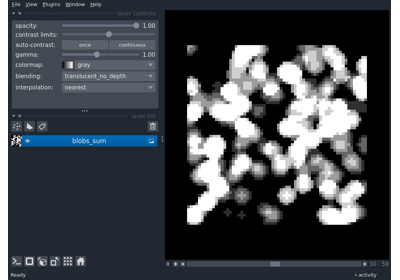 File View Plugins Window Help
layer controls
opacity: 1.00
contrast limits:
auto-contrast: once continuous
gamma: 1.00
colormap: gray
blending: translucent_no_depth
interpolation: nearest
layer list
blobs_sum
30 59
Ready
activity